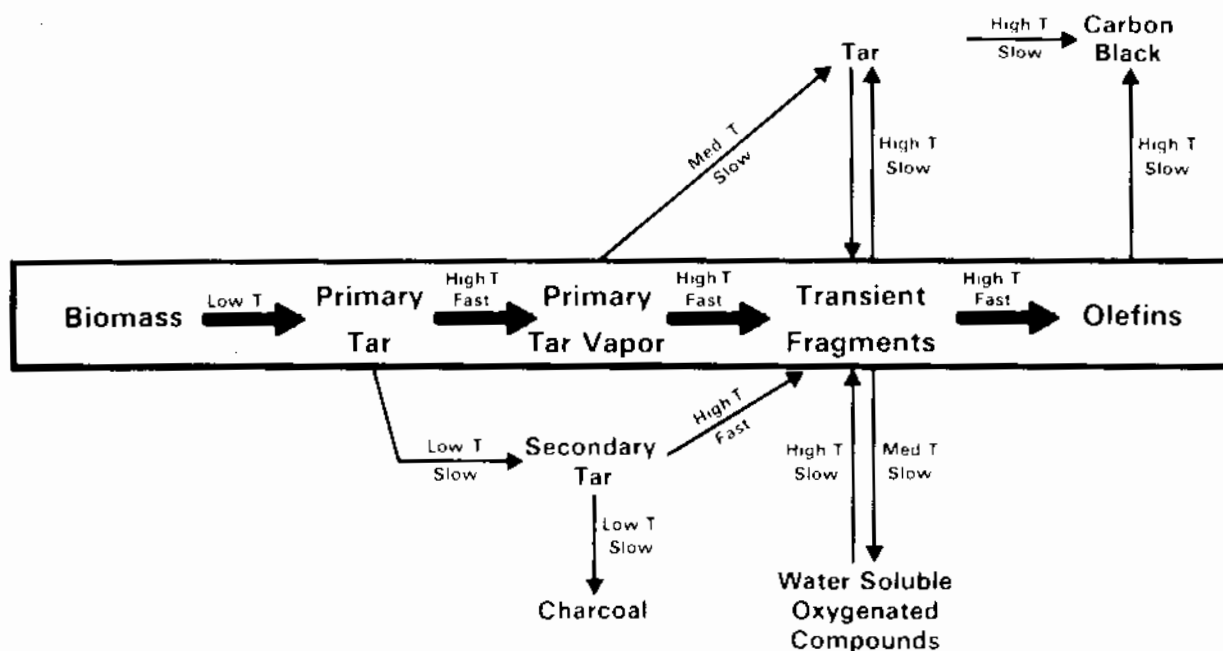 High T
Slow
Carbon
Black
Tar
Med T
Slow
High T
Slow
High T
Slow
Biomass
Low T
Primary
Tar
High T
Fast
Primary
Tar Vapor
High T
Fast
Transient
Fragments
High T
Fast
Olefins
Low T
Slow
Secondary
Tar
High T
Fast
High T
Slow
Med T
Slow
Low T
Slow
Charcoal
Water Soluble
Oxygenated
Compounds